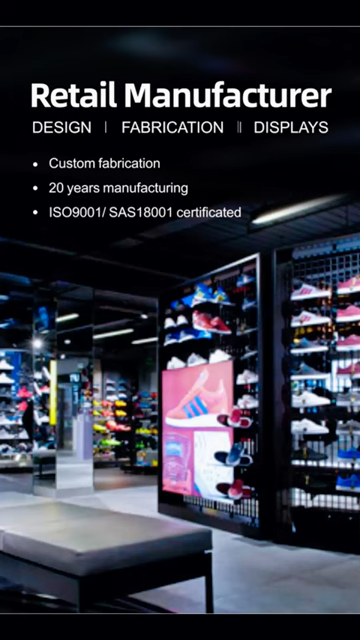 Retail Manufacturer
DESIGN | FABRICATION || DISPLAYS
• Custom fabrication
• 20 years manufacturing
• ISO9001/ SAS18001 certificated